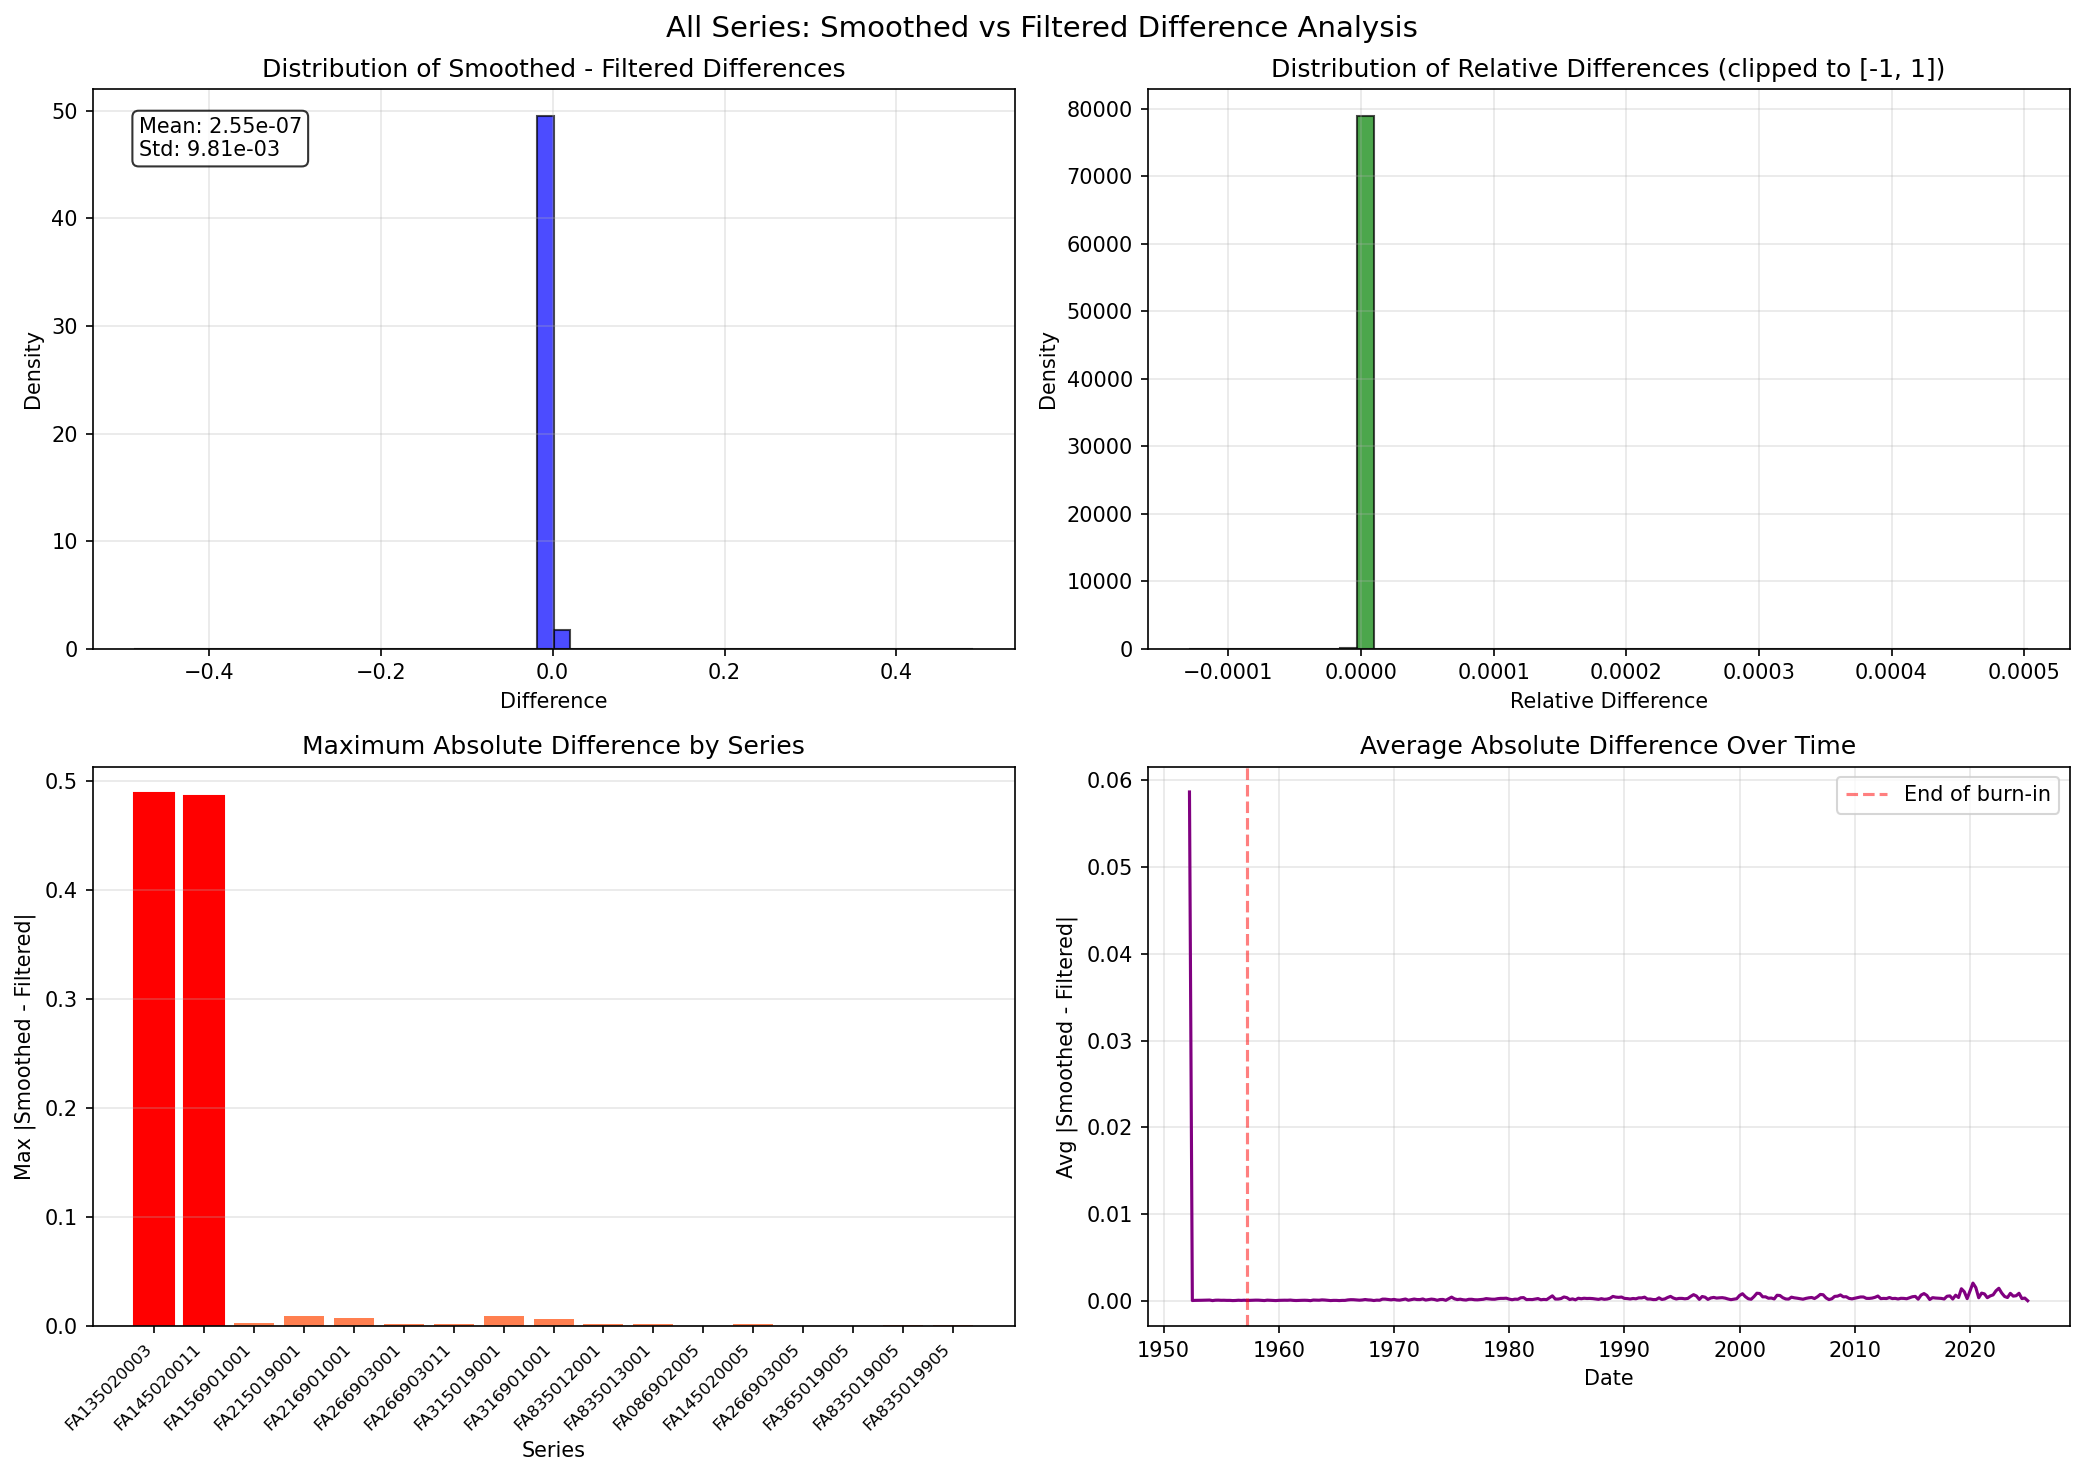 All Series: Smoothed vs Filtered Difference Analysis
Distribution of Smoothed - Filtered Differences
Mean: 2.55e-07
Std: 9.81e-03
50
40
30
20
10
0
Density
−0.4
−0.2
0.0
0.2
0.4
Difference
Distribution of Relative Differences (clipped to [-1, 1])
80000
70000
60000
50000
40000
30000
20000
10000
0
Density
−0.0001
0.0000
0.0001
0.0002
0.0003
0.0004
0.0005
Relative Difference
Maximum Absolute Difference by Series
0.5
0.4
0.3
0.2
0.1
0.0
Max |Smoothed - Filtered|
FA135020003
FA145020011
FA156901001
FA215019001
FA216901001
FA266903001
FA266903011
FA315019001
FA316901001
FA835012001
FA835013001
FA086902005
FA145020005
FA266903005
FA365019005
FA835019005
FA835019905
Series
Average Absolute Difference Over Time
End of burn-in
0.06
0.05
0.04
0.03
0.02
0.01
0.00
Avg |Smoothed - Filtered|
1950
1960
1970
1980
1990
2000
2010
2020
Date